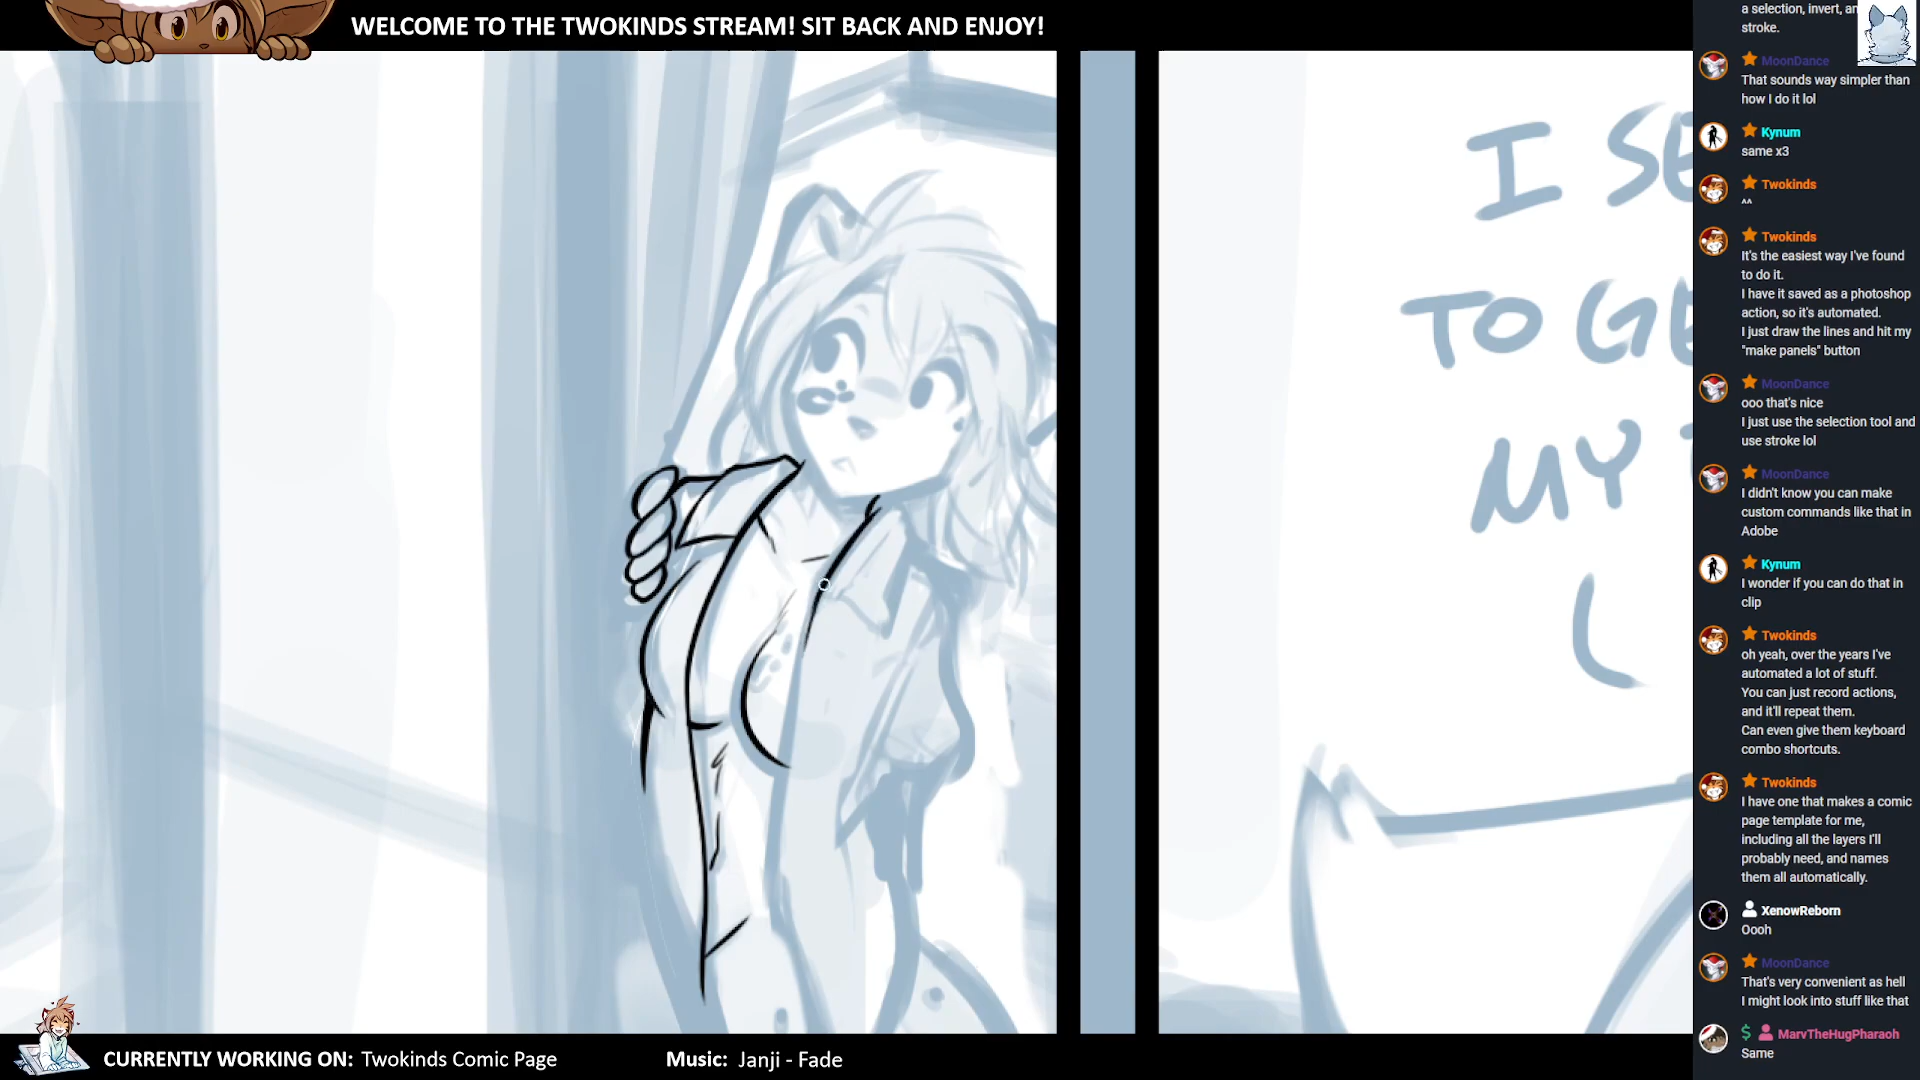 WELCOME TO THE TWOKINDS STREAM! SIT BACK AND ENJOY!
I SE
TO GE
MY
a selection, invert, an
stroke.
MoonDance
That sounds way simpler than
how I do it lol
Kynum
same x3
Twokinds
^^
Twokinds
It's the easiest way I've found
to do it.
I have it saved as a photoshop
action, so it's automated.
I just draw the lines and hit my
"make panels" button
MoonDance
ooo that's nice
I just use the selection tool and
use stroke lol
MoonDance
I didn't know you can make
custom commands like that in
Adobe
Kynum
I wonder if you can do that in
clip
Twokinds
oh yeah, over the years I've
automated a lot of stuff.
You can just record actions,
and it'll repeat them.
Can even give them keyboard
combo shortcuts.
Twokinds
I have one that makes a comic
page template for me,
including all the layers I'll
probably need, and names
them all automatically.
XenowReborn
Oooh
MoonDance
That's very convenient as hell
I might look into stuff like that
$ MarvTheHugPharaoh
Same
CURRENTLY WORKING ON: Twokinds Comic Page
Music: Janji - Fade